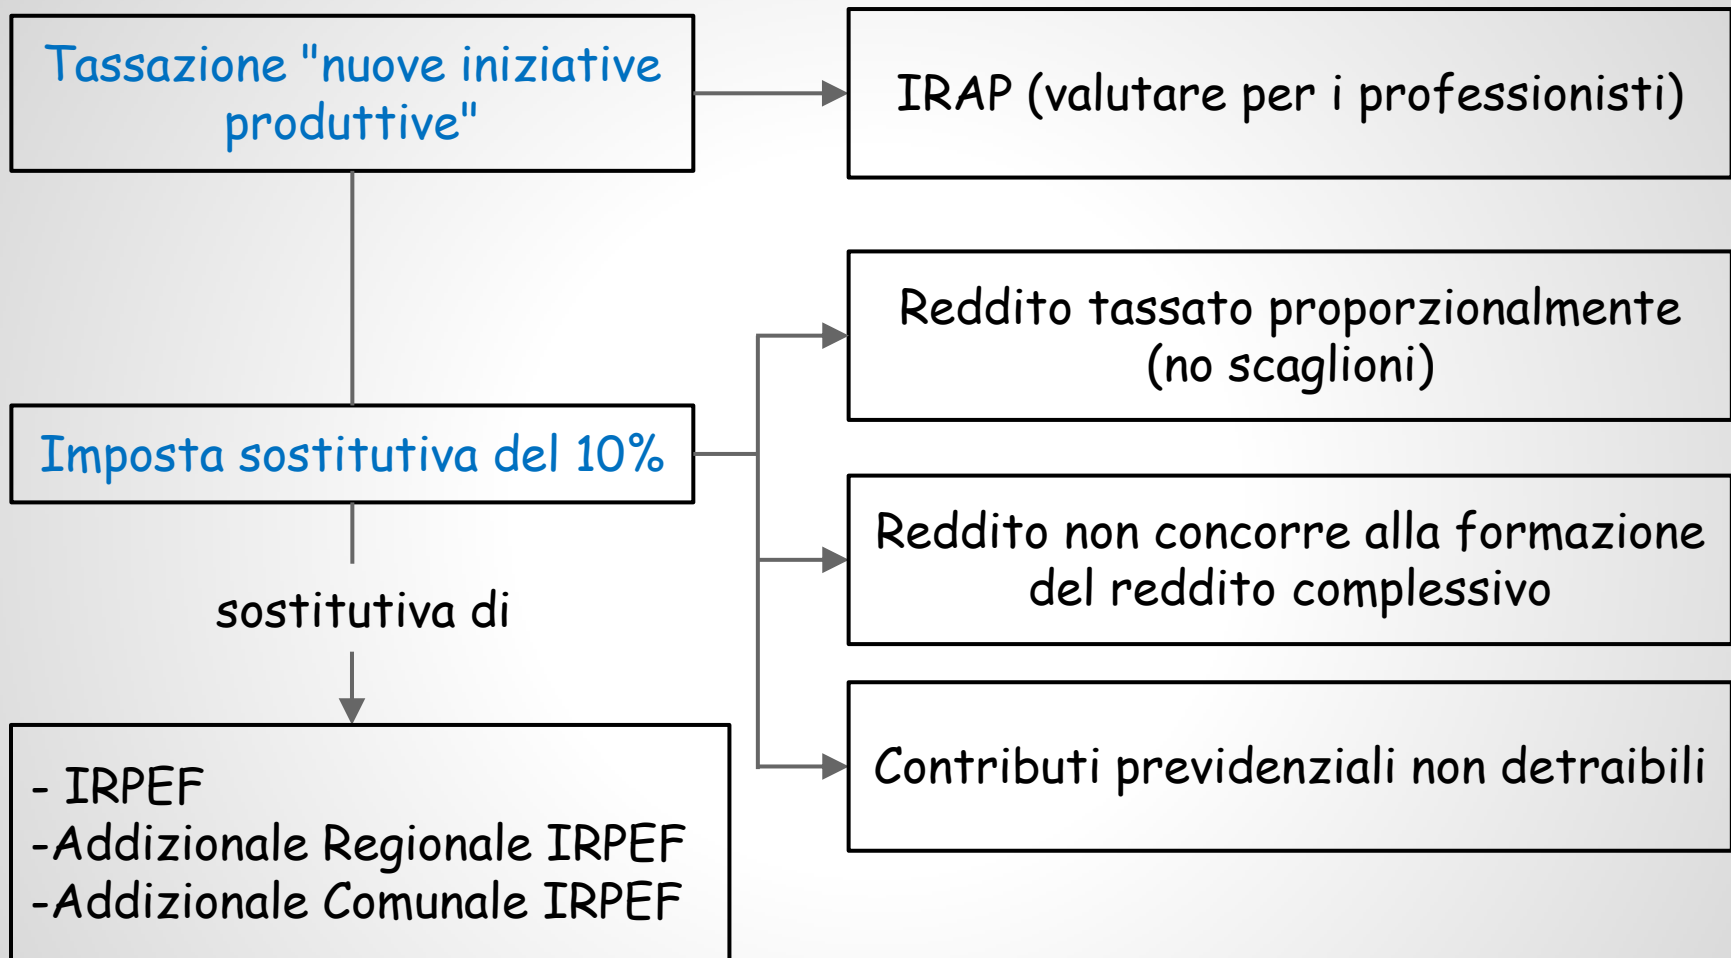 Tassazione "nuove iniziative
produttive"
IRAP (valutare per i professionisti)
Reddito tassato proporzionalmente
(no scaglioni)
Imposta sostitutiva del 10%
Reddito non concorre alla formazione
del reddito complessivo
sostitutiva di
Contributi previdenziali non detraibili
- IRPEF
-Addizionale Regionale IRPEF
-Addizionale Comunale IRPEF